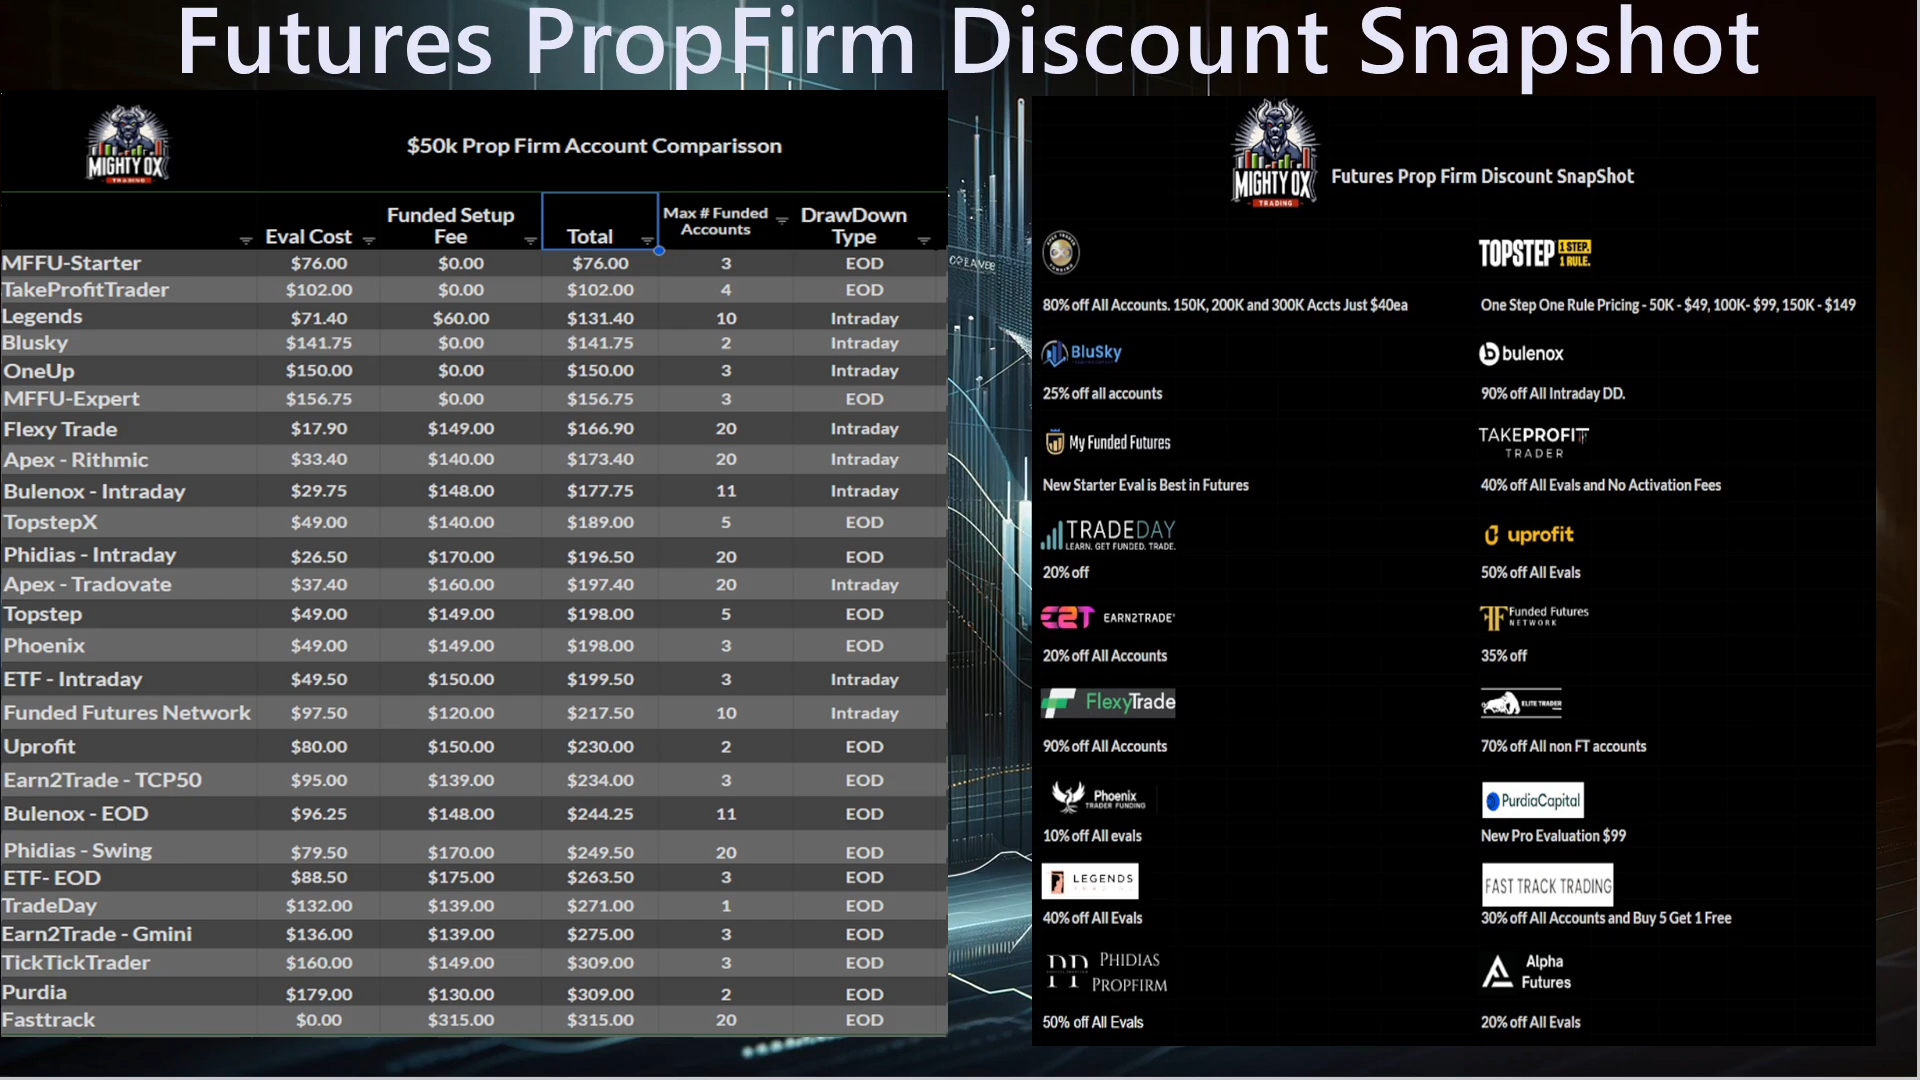 Futures PropFirm Discount Snapshot
MIGHTY OX
TRADING
$50k Prop Firm Account Comparisson
Eval Cost Funded Setup Fee Total Max # Funded Accounts DrawDown Type
MFFU-Starter $76.00 $0.00 $76.00 3 EOD
TakeProfitTrader $102.00 $0.00 $102.00 4 EOD
Legends $71.40 $60.00 $131.40 10 Intraday
Blusky $141.75 $0.00 $141.75 2 Intraday
OneUp $150.00 $0.00 $150.00 3 Intraday
MFFU-Expert $156.75 $0.00 $156.75 3 EOD
Flexy Trade $17.90 $149.00 $166.90 20 Intraday
Apex - Rithmic $33.40 $140.00 $173.40 20 Intraday
Bulenox - Intraday $29.75 $148.00 $177.75 11 Intraday
TopstepX $49.00 $140.00 $189.00 5 EOD
Phidias - Intraday $26.50 $170.00 $196.50 20 EOD
Apex - Tradovate $37.40 $160.00 $197.40 20 Intraday
Topstep $49.00 $149.00 $198.00 5 EOD
Phoenix $49.00 $149.00 $198.00 3 EOD
ETF - Intraday $49.50 $150.00 $199.50 3 Intraday
Funded Futures Network $97.50 $120.00 $217.50 10 Intraday
Uprofit $80.00 $150.00 $230.00 2 EOD
Earn2Trade - TCP50 $95.00 $139.00 $234.00 3 EOD
Bulenox - EOD $96.25 $148.00 $244.25 11 EOD
Phidias - Swing $79.50 $170.00 $249.50 20 EOD
ETF- EOD $88.50 $175.00 $263.50 3 EOD
TradeDay $132.00 $139.00 $271.00 1 EOD
Earn2Trade - Gmini $136.00 $139.00 $275.00 3 EOD
TickTickTrader $160.00 $149.00 $309.00 3 EOD
Purdia $179.00 $130.00 $309.00 2 EOD
Fasttrack $0.00 $315.00 $315.00 20 EOD
MIGHTY OX
TRADING
Futures Prop Firm Discount SnapShot
APEX TRADER FUNDING
TOPSTEP 1 STEP. 1 RULE.
80% off All Accounts. 150K, 200K and 300K Accts Just $40ea
One Step One Rule Pricing - 50K - $49, 100K- $99, 150K - $149
BluSky
bulenox
25% off all accounts
90% off All Intraday DD.
My Funded Futures
TAKEPROFIT
TRADER
New Starter Eval is Best in Futures
40% off All Evals and No Activation Fees
TRADEDAY
LEARN. GET FUNDED. TRADE.
uprofit
20% off
50% off All Evals
E2T EARN2TRADE
FF Funded Futures
NETWORK
20% off All Accounts
35% off
FlexyTrade
ELITE TRADER
90% off All Accounts
70% off All non FT accounts
Phoenix
TRADER FUNDING
PurdiaCapital
10% off All evals
New Pro Evaluation $99
LEGENDS
TRADING
FAST TRACK TRADING
40% off All Evals
30% off All Accounts and Buy 5 Get 1 Free
PP PHIDIAS
PROPFIRM
Alpha
Futures
50% off All Evals
20% off All Evals